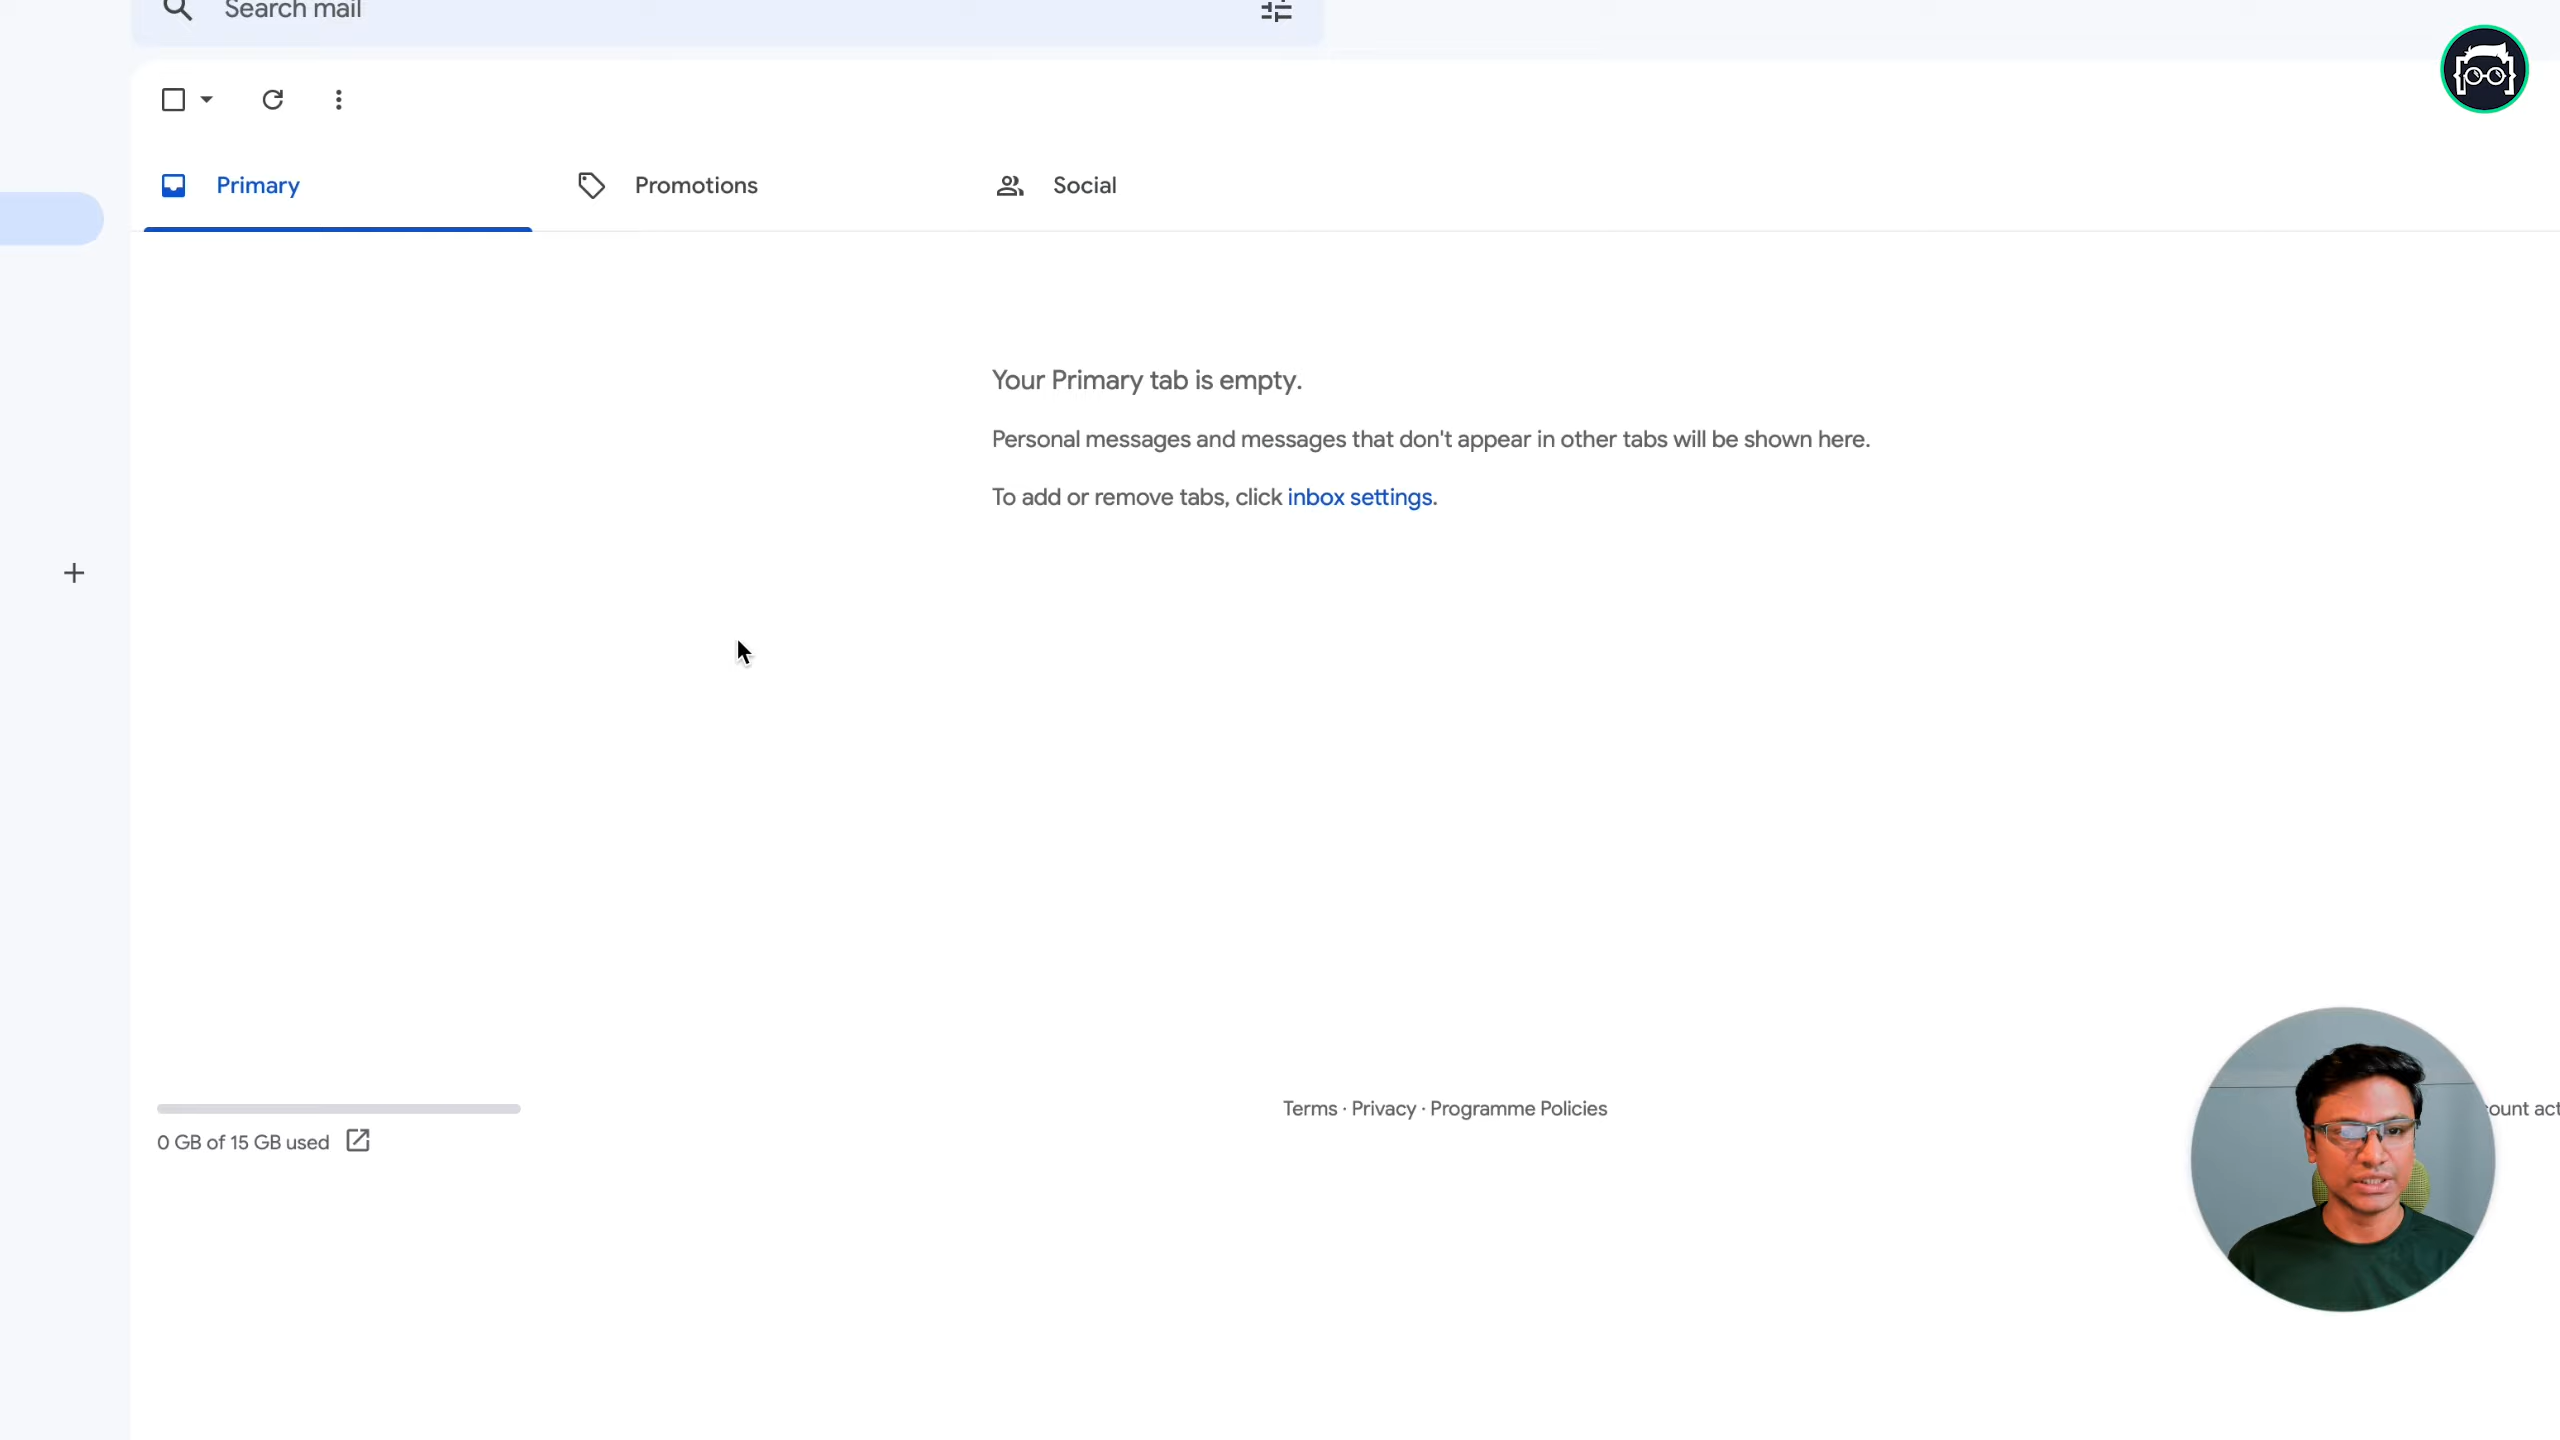 Search mail
Primary
Promotions
Social
Your Primary tab is empty.
Personal messages and messages that don't appear in other tabs will be shown here.
To add or remove tabs, click inbox settings.
Terms · Privacy · Programme Policies
ount act
0 GB of 15 GB used